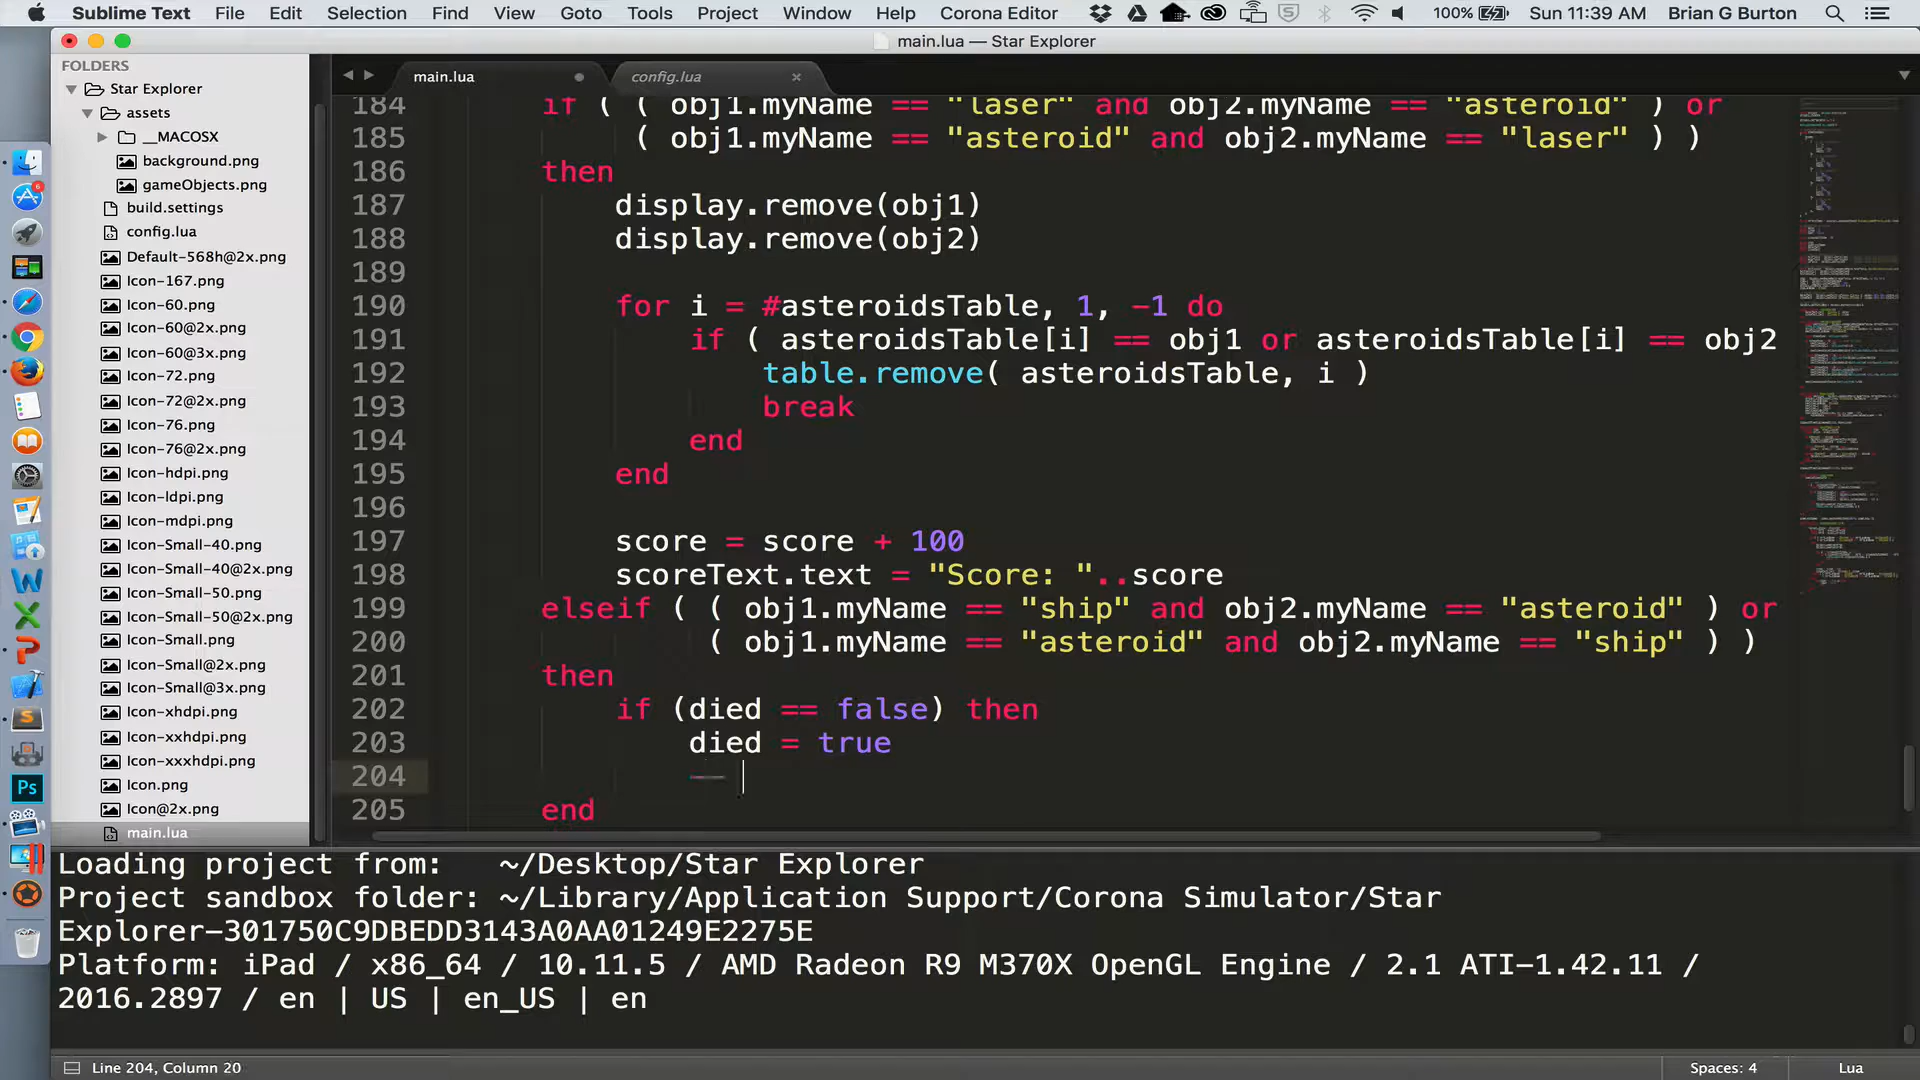 Sublime Text File Edit Selection Find View Goto Tools Project Window Help Corona Editor 100% Sun 11:39 AM Brian G Burton
main.lua — Star Explorer
FOLDERS
Star Explorer
assets
__MACOSX
background.png
gameObjects.png
build.settings
config.lua
Default-568h@2x.png
Icon-167.png
Icon-60.png
Icon-60@2x.png
Icon-60@3x.png
Icon-72.png
Icon-72@2x.png
Icon-76.png
Icon-76@2x.png
Icon-hdpi.png
Icon-ldpi.png
Icon-mdpi.png
Icon-Small-40.png
Icon-Small-40@2x.png
Icon-Small-50.png
Icon-Small-50@2x.png
Icon-Small.png
Icon-Small@2x.png
Icon-Small@3x.png
Icon-xhdpi.png
Icon-xxhdpi.png
Icon-xxxhdpi.png
Icon.png
Icon@2x.png
main.lua
main.lua config.lua
184 if ( ( obj1.myName == "laser" and obj2.myName == "asteroid" ) or
185 ( obj1.myName == "asteroid" and obj2.myName == "laser" ) )
186 then
187 display.remove(obj1)
188 display.remove(obj2)
189
190 for i = #asteroidsTable, 1, -1 do
191 if ( asteroidsTable[i] == obj1 or asteroidsTable[i] == obj2
192 table.remove( asteroidsTable, i )
193 break
194 end
195 end
196
197 score = score + 100
198 scoreText.text = "Score: "..score
199 elseif ( ( obj1.myName == "ship" and obj2.myName == "asteroid" ) or
200 ( obj1.myName == "asteroid" and obj2.myName == "ship" ) )
201 then
202 if (died == false) then
203 died = true
204 --
205 end
Loading project from: ~/Desktop/Star Explorer
Project sandbox folder: ~/Library/Application Support/Corona Simulator/Star
Explorer-301750C9DBEDD3143A0AA01249E2275E
Platform: iPad / x86_64 / 10.11.5 / AMD Radeon R9 M370X OpenGL Engine / 2.1 ATI-1.42.11 /
2016.2897 / en | US | en_US | en
Line 204, Column 20 Spaces: 4 Lua